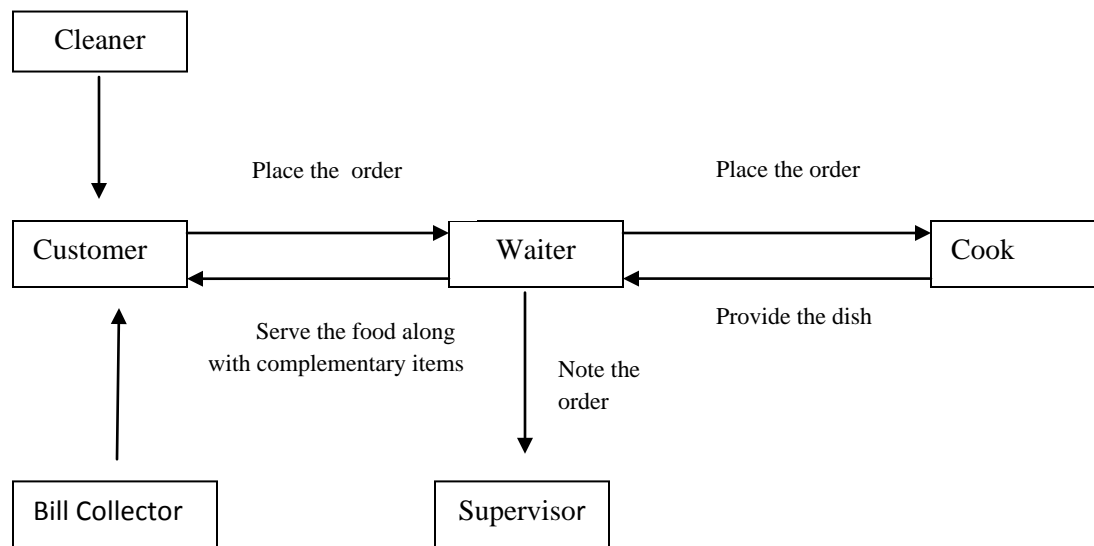 Cleaner
Place the order
Place the order
Customer
Waiter
Cook
Provide the dish
Serve the food along
with complementary items
Note the
order
Bill Collector
Supervisor